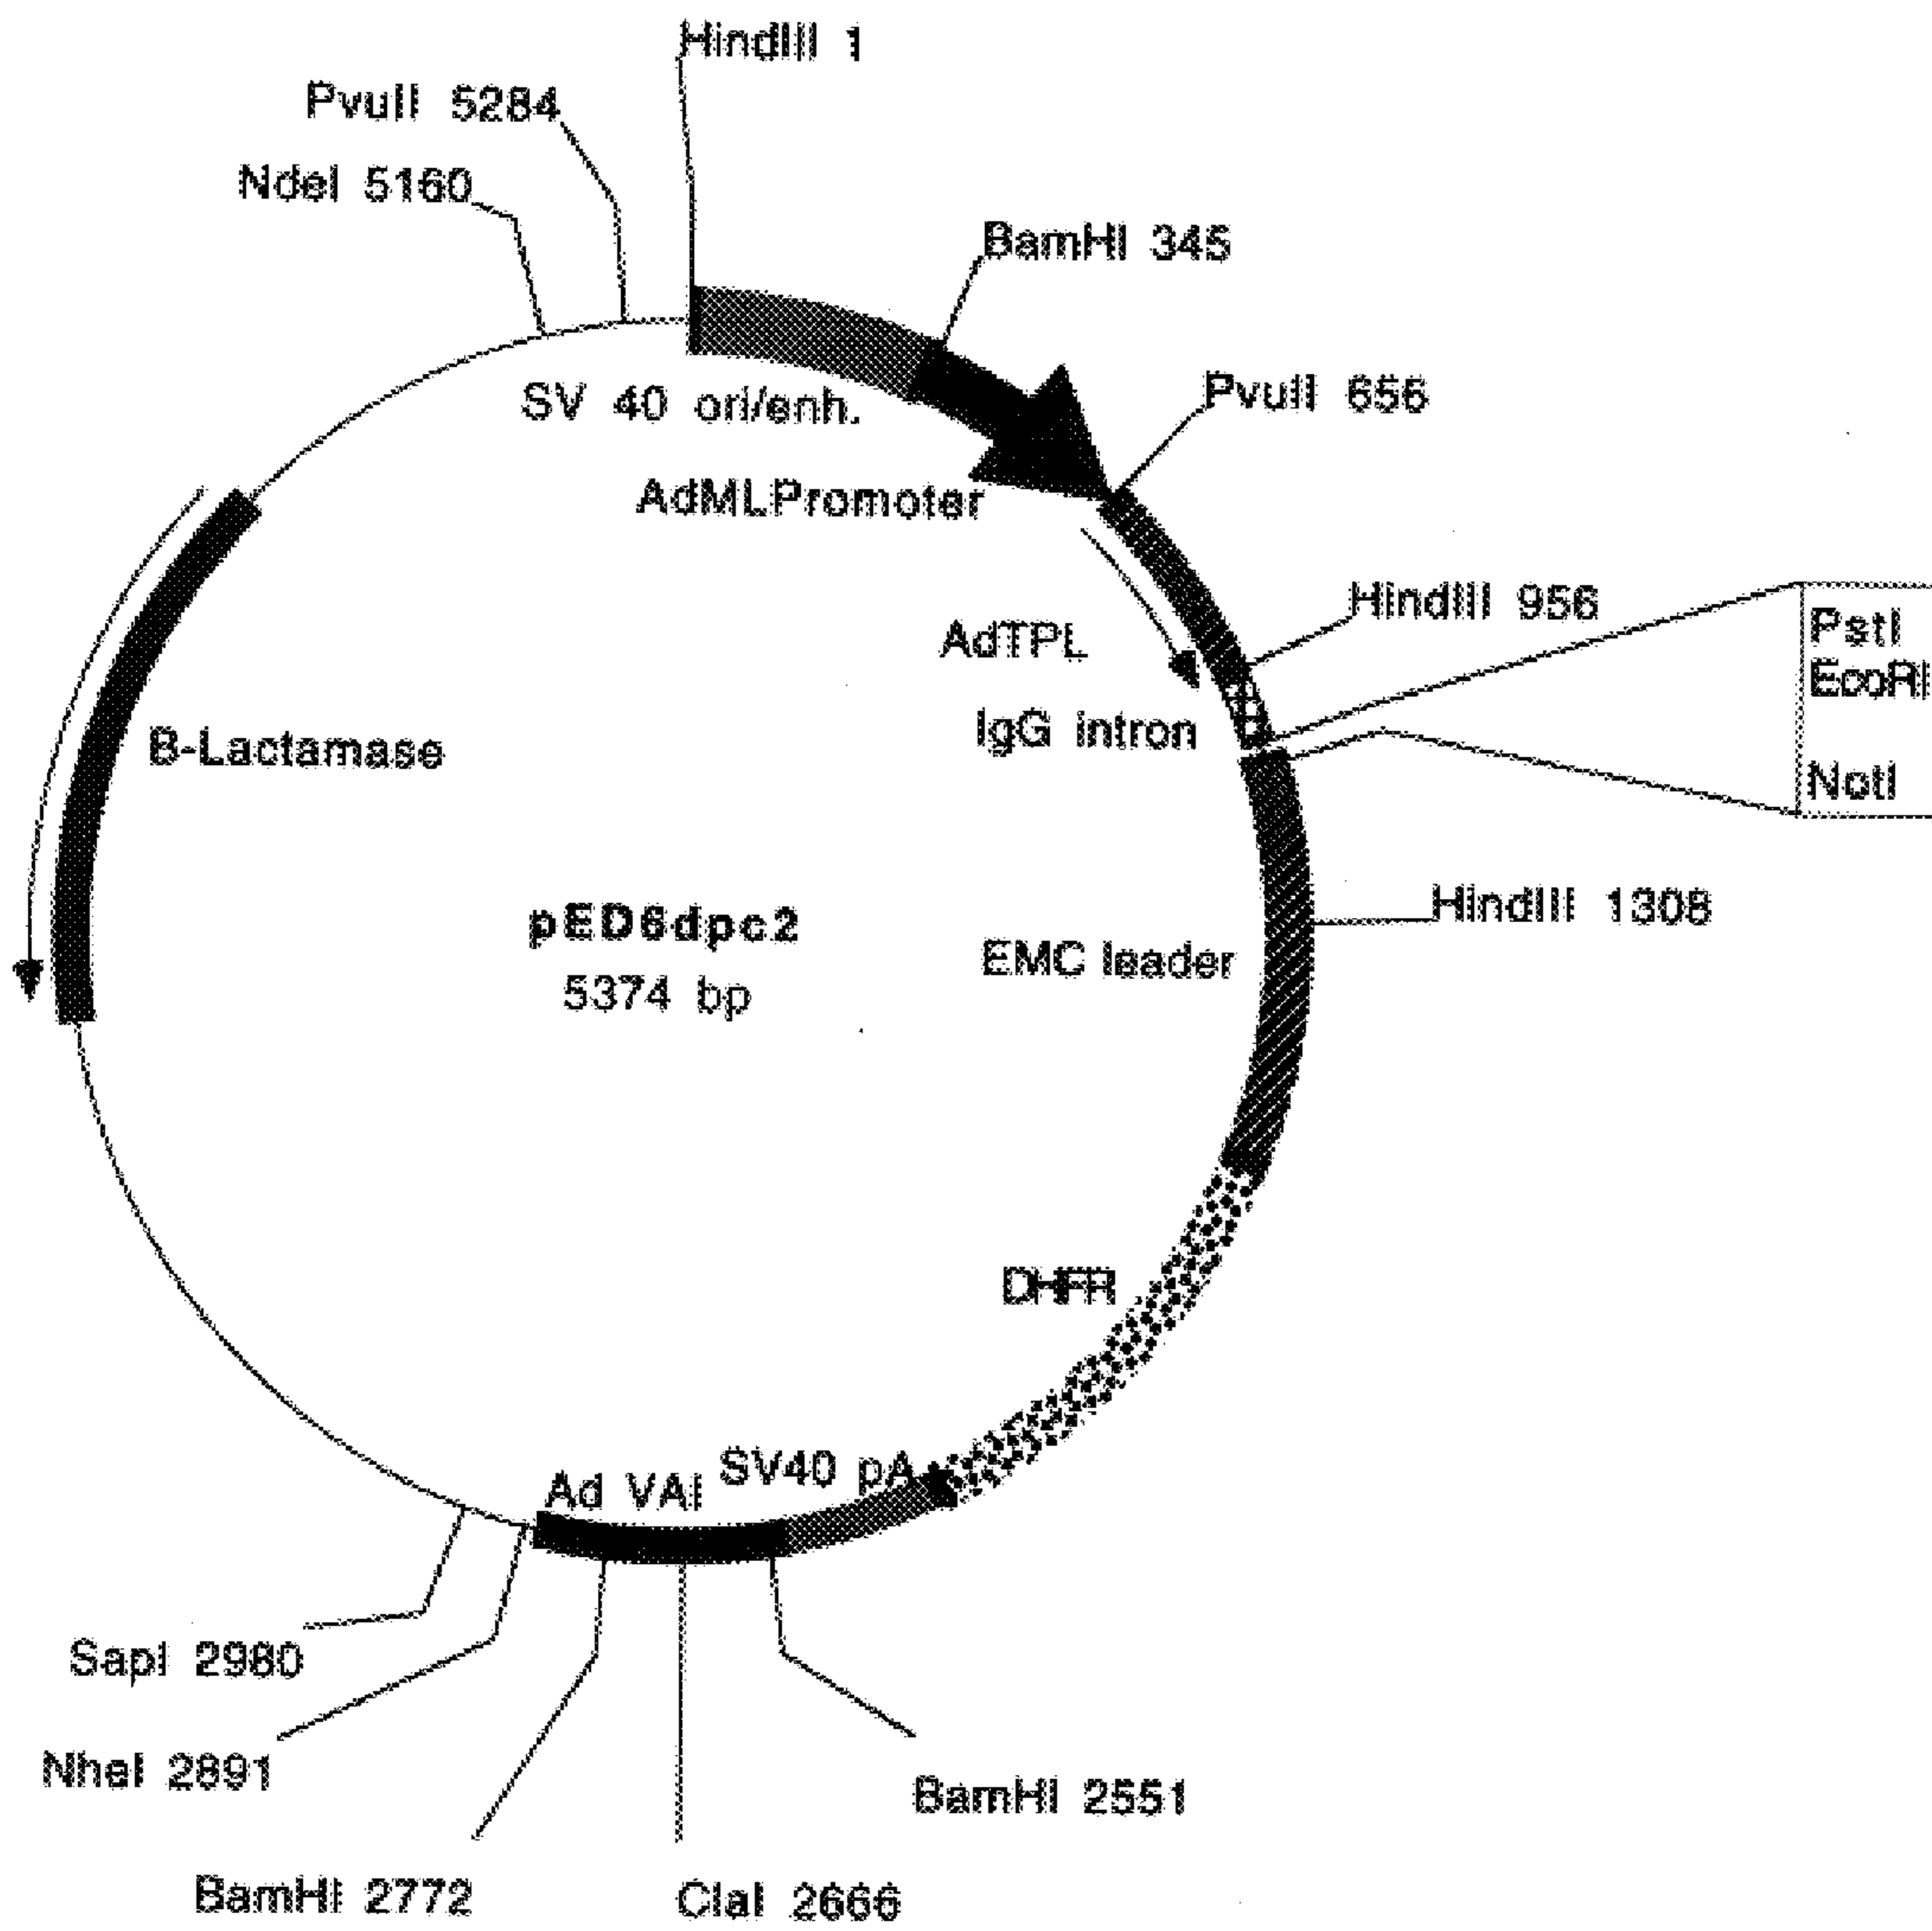 HindIII 1
PvuII 5284
NdeI 5160
BamHI 345
SV 40 ori/enh.
PvuII 656
AdMLPromoter
HindIII 956
PstI
EcoRI
AdTPL
IgG intron
NotI
B-Lactamase
HindIII 1308
pED6dpc2
EMC leader
5374 bp
DHFR
SV40 pA
Ad VAI
SapI 2980
NheI 2891
BamHI 2551
BamHI 2772
ClaI 2666